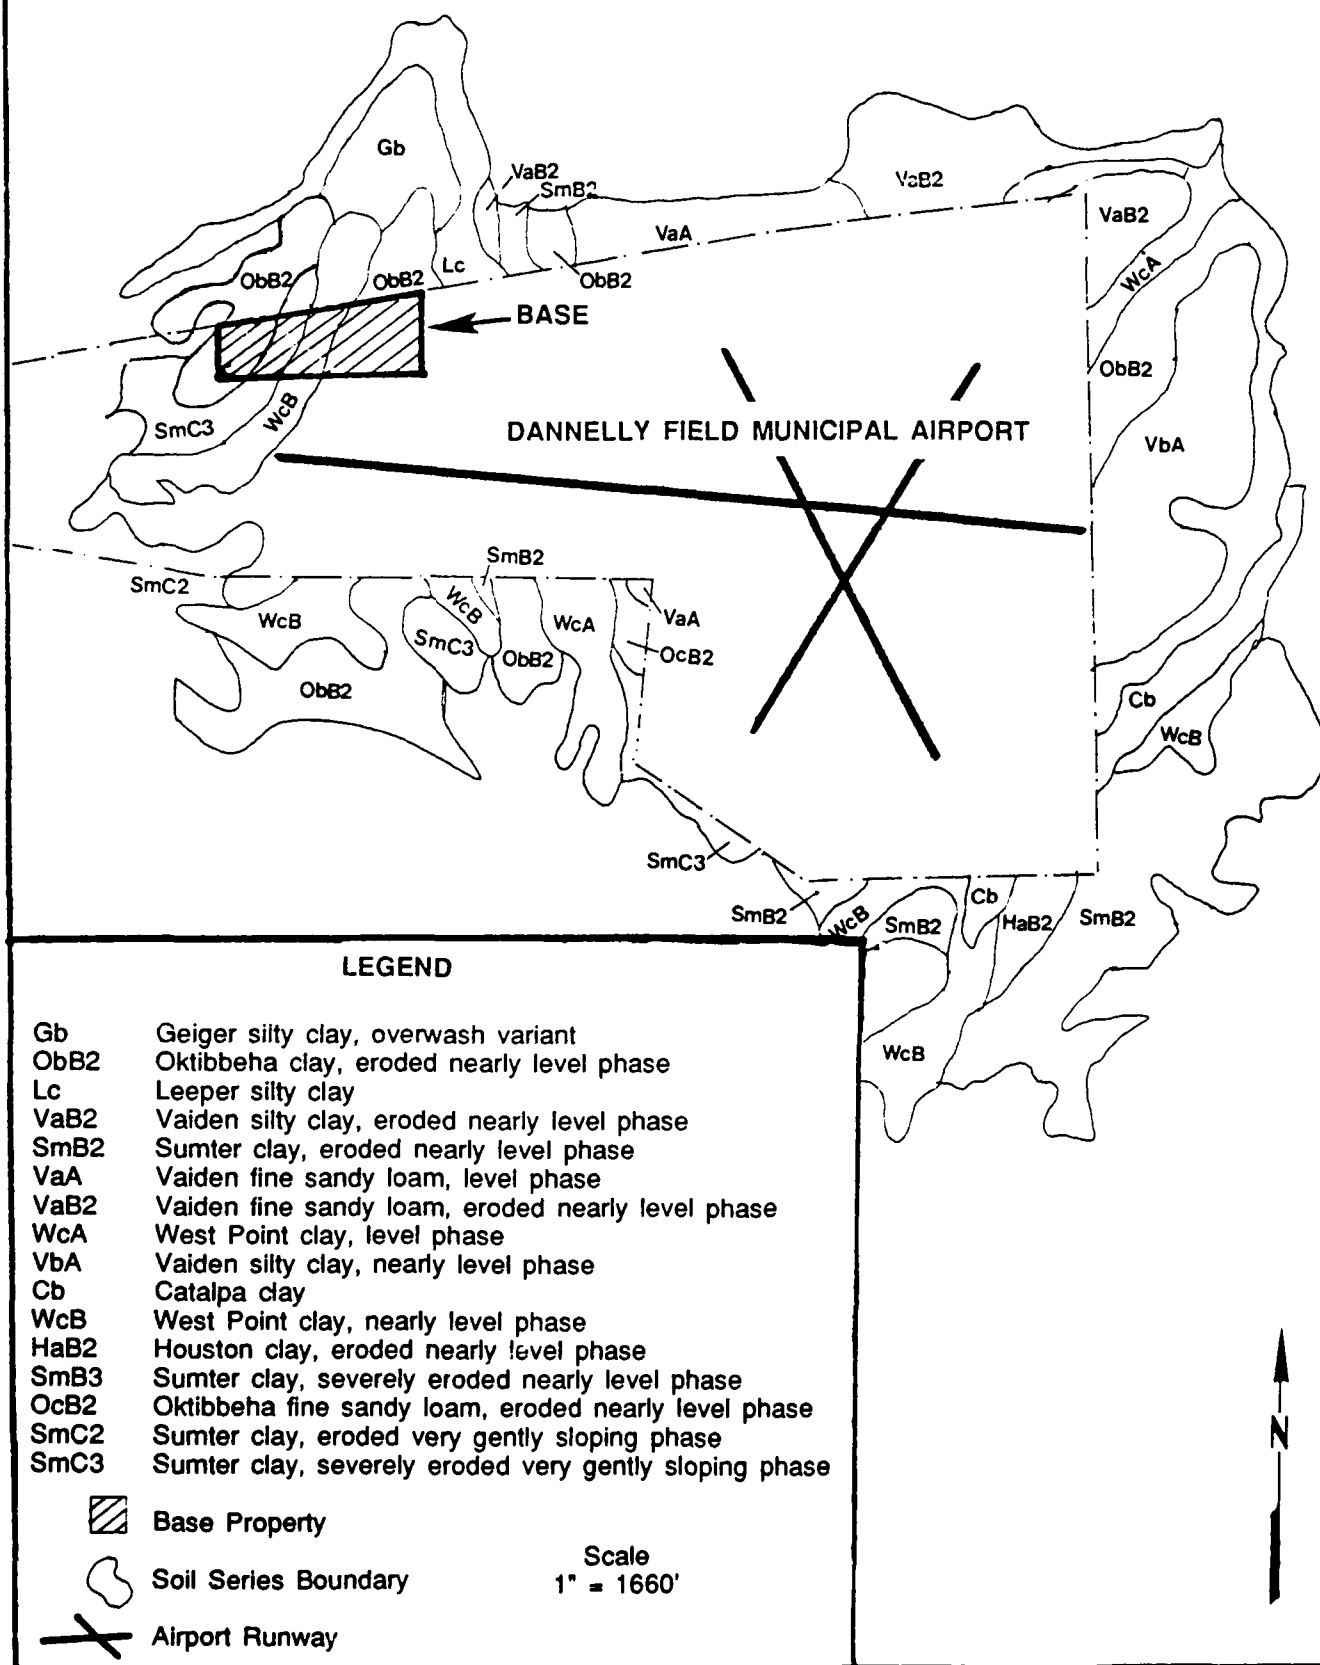 Gb
VaB2
SmB2
VaB2
VaA
VaB2
ObB2
ObB2
Lc
ObB2
WcA
BASE
ObB2
SmC3
WcB
DANNELLY FIELD MUNICIPAL AIRPORT
VbA
SmB2
SmC2
WcB
WcB
WcA
VaA
SmC3
ObB2
OcB2
ObB2
Cb
WcB
SmC3
SmB2
WcB
SmB2
Cb
HaB2
SmB2
WcB
LEGEND
Gb Geiger silty clay, overwash variant
ObB2 Oktibbeha clay, eroded nearly level phase
Lc Leeper silty clay
VaB2 Vaiden silty clay, eroded nearly level phase
SmB2 Sumter clay, eroded nearly level phase
VaA Vaiden fine sandy loam, level phase
VaB2 Vaiden fine sandy loam, eroded nearly level phase
WcA West Point clay, level phase
VbA Vaiden silty clay, nearly level phase
Cb Catalpa clay
WcB West Point clay, nearly level phase
HaB2 Houston clay, eroded nearly level phase
SmB3 Sumter clay, severely eroded nearly level phase
OcB2 Oktibbeha fine sandy loam, eroded nearly level phase
SmC2 Sumter clay, eroded very gently sloping phase
SmC3 Sumter clay, severely eroded very gently sloping phase
Base Property
Soil Series Boundary
Scale
1" = 1660'
Airport Runway
N